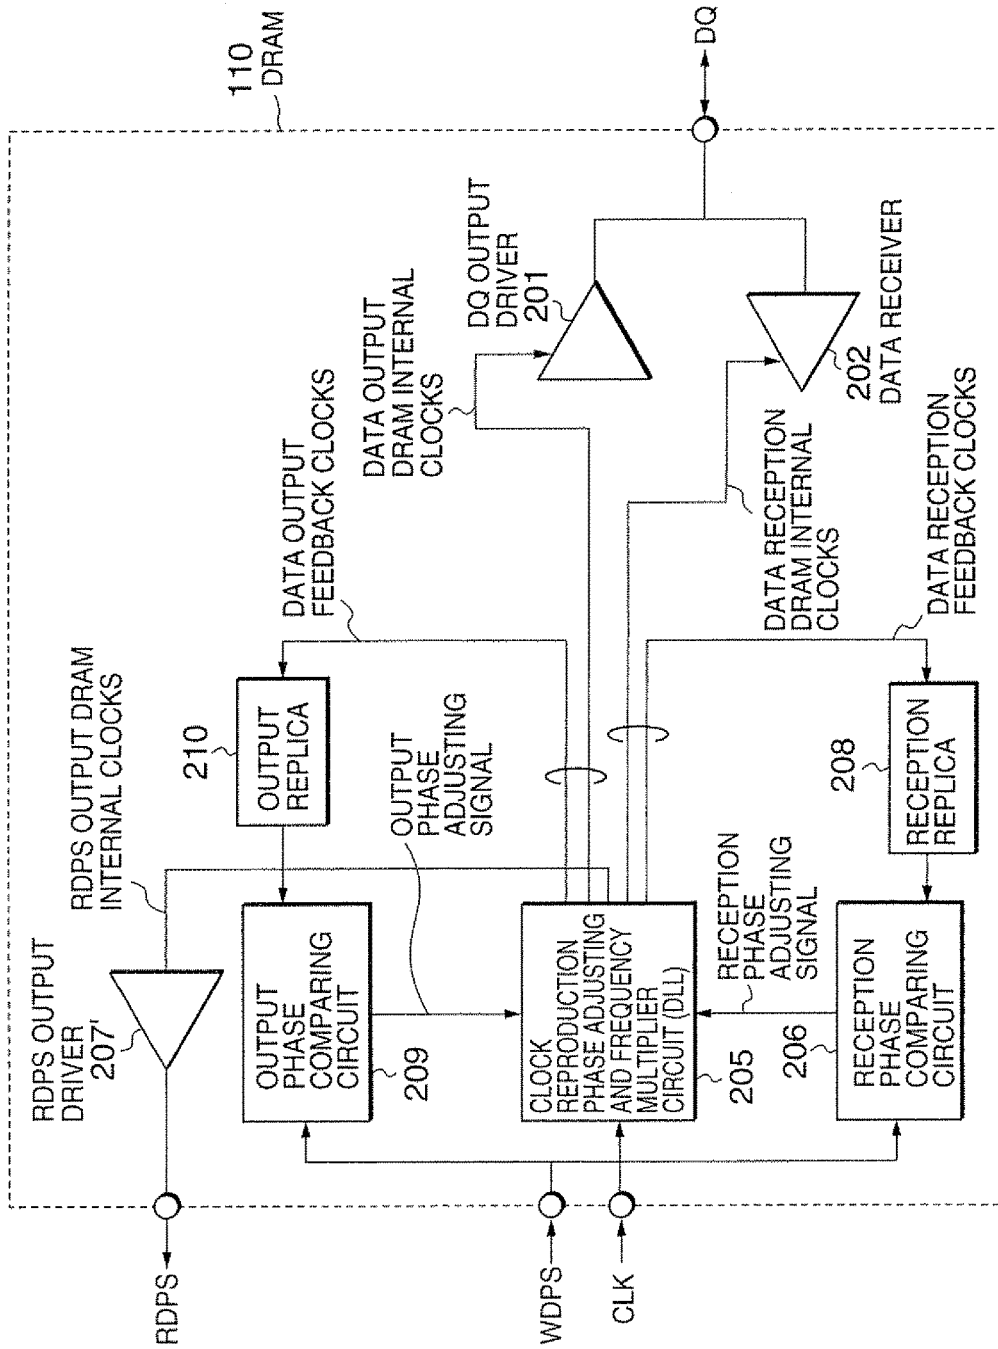 110
DRAM
RDPS OUTPUT DRAM
INTERNAL CLOCKS
RDPS OUTPUT
DRIVER
207'
RDPS
210
OUTPUT
REPLICA
DATA OUTPUT
FEEDBACK CLOCKS
OUTPUT
PHASE
COMPARING
CIRCUIT
209
OUTPUT
PHASE
ADJUSTING
SIGNAL
DATA OUTPUT
DRAM INTERNAL
CLOCKS
DQ OUTPUT
DRIVER
201
DQ
WDPS
CLK
CLOCK
REPRODUCTION
PHASE ADJUSTING
AND FREQUENCY
MULTIPLIER
CIRCUIT (DLL)
205
202
DATA RECEIVER
DATA RECEPTION
DRAM INTERNAL
CLOCKS
RECEPTION
PHASE
ADJUSTING
SIGNAL
206
RECEPTION
PHASE
COMPARING
CIRCUIT
208
RECEPTION
REPLICA
DATA RECEPTION
FEEDBACK CLOCKS